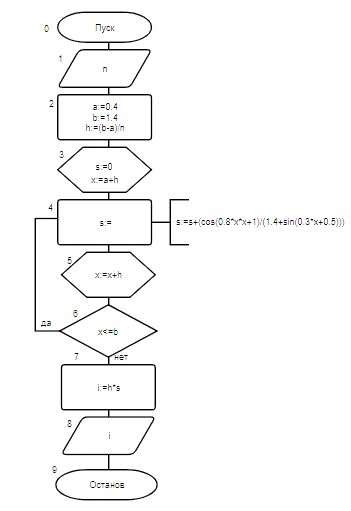 0 Пуск
1
n
2
a:=0.4
b:=1.4
h:=(b-a)/n
3
s:=0
x:=a+h
4
s:= s:=s+(cos(0.8*x*x+1)/(1.4+sin(0.3*x+0.5)))
5
x:=x+h
6
x<=b
да
нет
7
i:=h*s
8
i
9
Останов